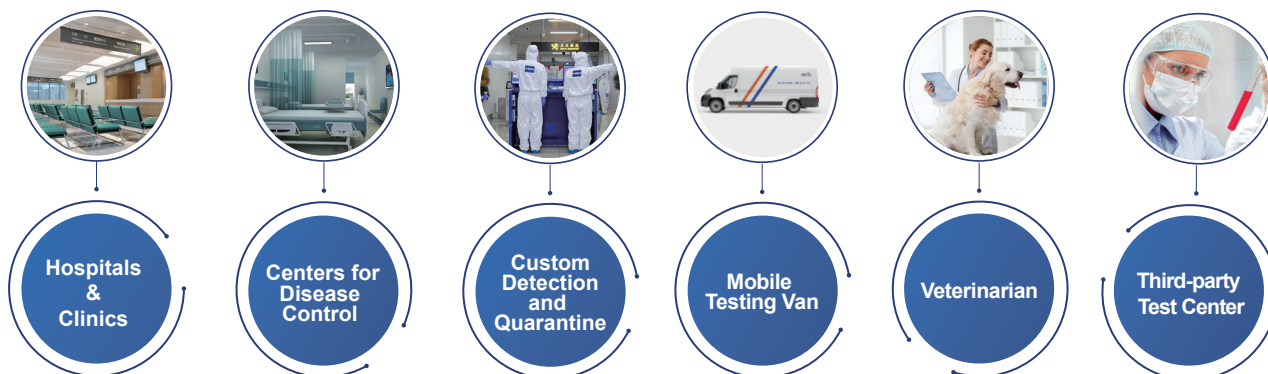 Hospitals
&
Clinics
Centers for
Disease
Control
Custom
Detection
and
Quarantine
Mobile
Testing Van
Veterinarian
Third-party
Test Center